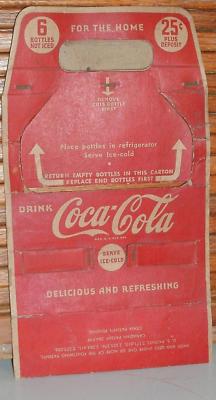 6
BOTTLES
NOT ICED
FOR THE HOME
25¢
PLUS
DEPOSIT
REMOVE
THIS BOTTLE
FIRST
Place bottles in refrigerator
Serve Ice-cold
RETURN EMPTY BOTTLES IN THIS CARTON
REPLACE END BOTTLES FIRST
DRINK
Coca-Cola
SERVE
ICE-COLD
DELICIOUS AND REFRESHING